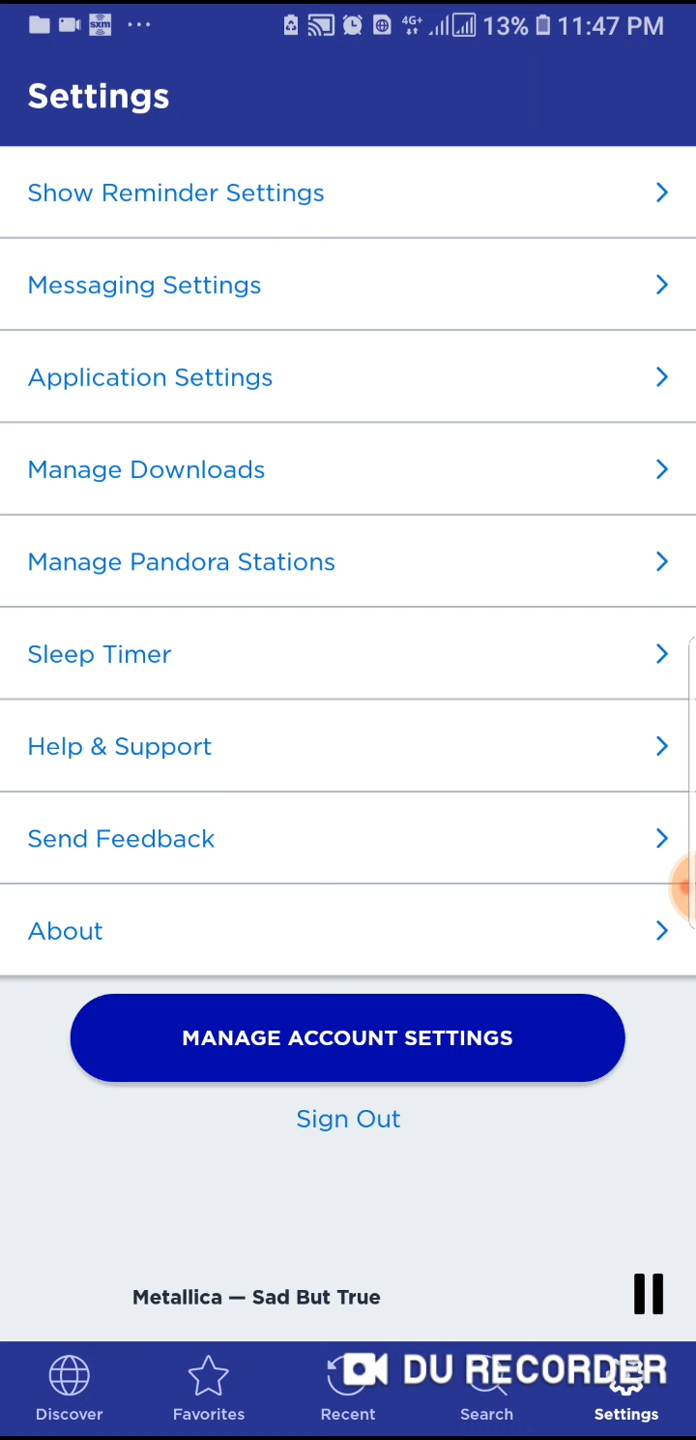 sxm 4G+ 13% 11:47 PM
Settings
Show Reminder Settings
Messaging Settings
Application Settings
Manage Downloads
Manage Pandora Stations
Sleep Timer
Help & Support
Send Feedback
About
MANAGE ACCOUNT SETTINGS
Sign Out
Metallica — Sad But True
DU RECORDER
Discover Favorites Recent Search Settings